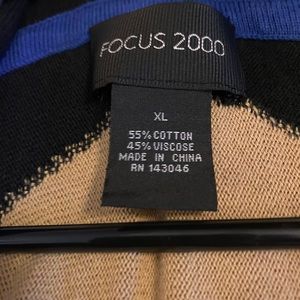 FOCUS 2000
XL
55% COTTON
45% VISCOSE
MADE IN CHINA
RN 143046